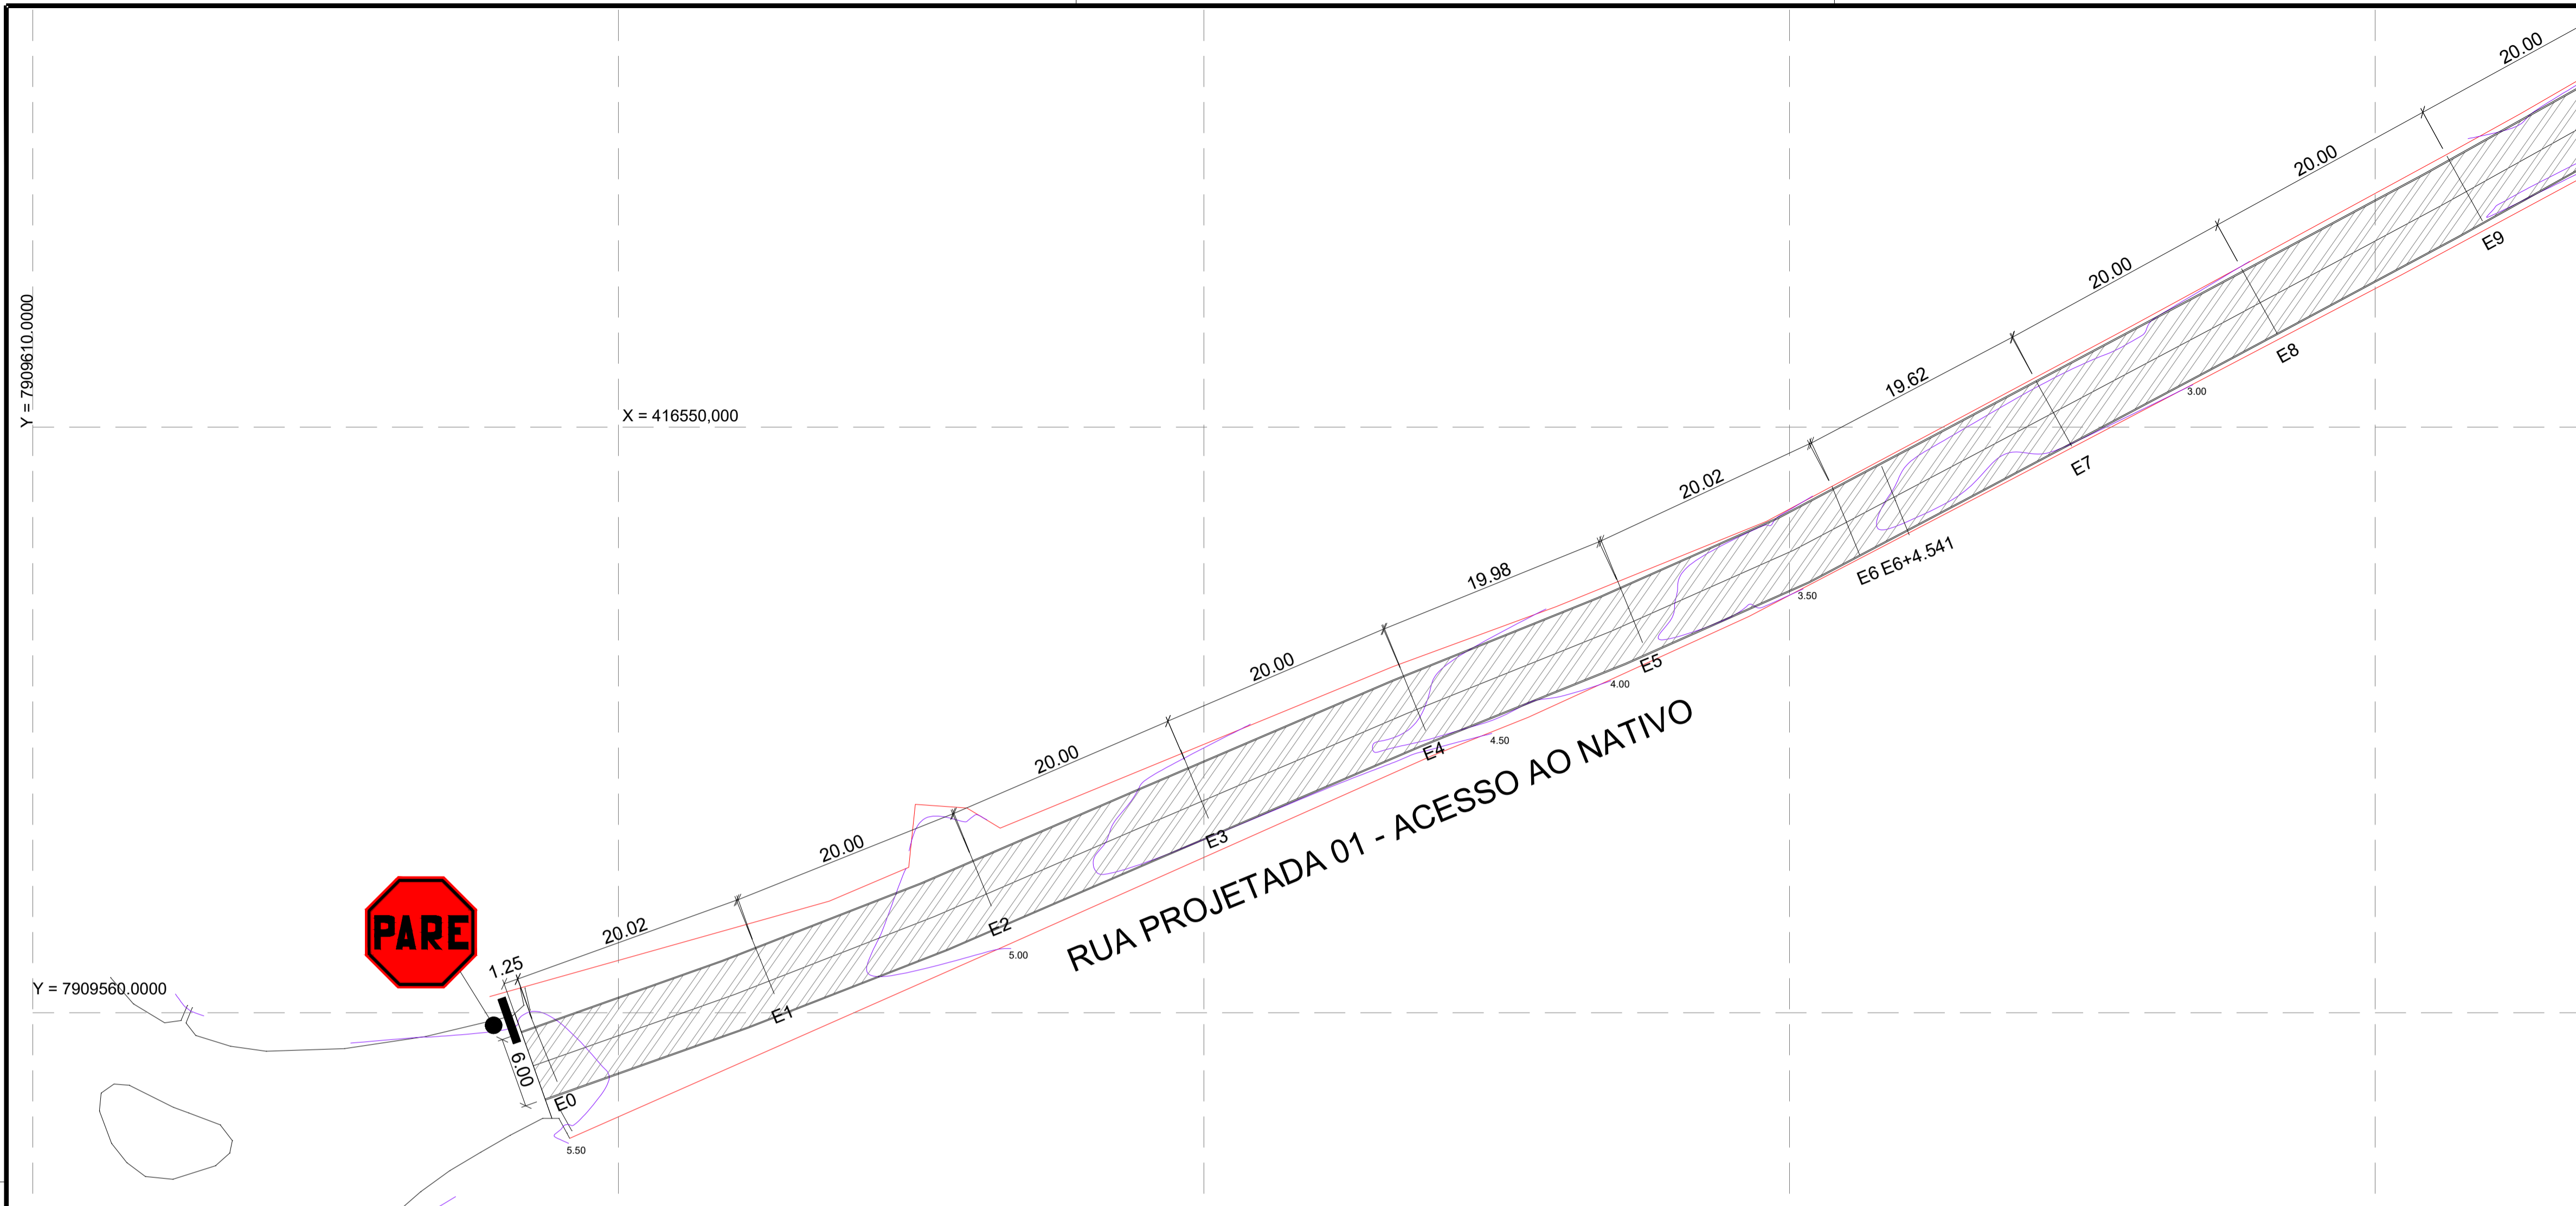 20.00
20.00
20.00
Y = 7909610.0000
X = 416550,000
19.62
20.02
19.98
20.00
20.00
20.00
20.02
1.25
6.00
PARE
Y = 7909560.0000
E0
E1
E2
E3
E4
E5
E6
E6+4.541
E7
E8
E9
5.50
5.00
4.50
4.00
3.50
3.00
RUA PROJETADA 01 - ACESSO AO NATIVO